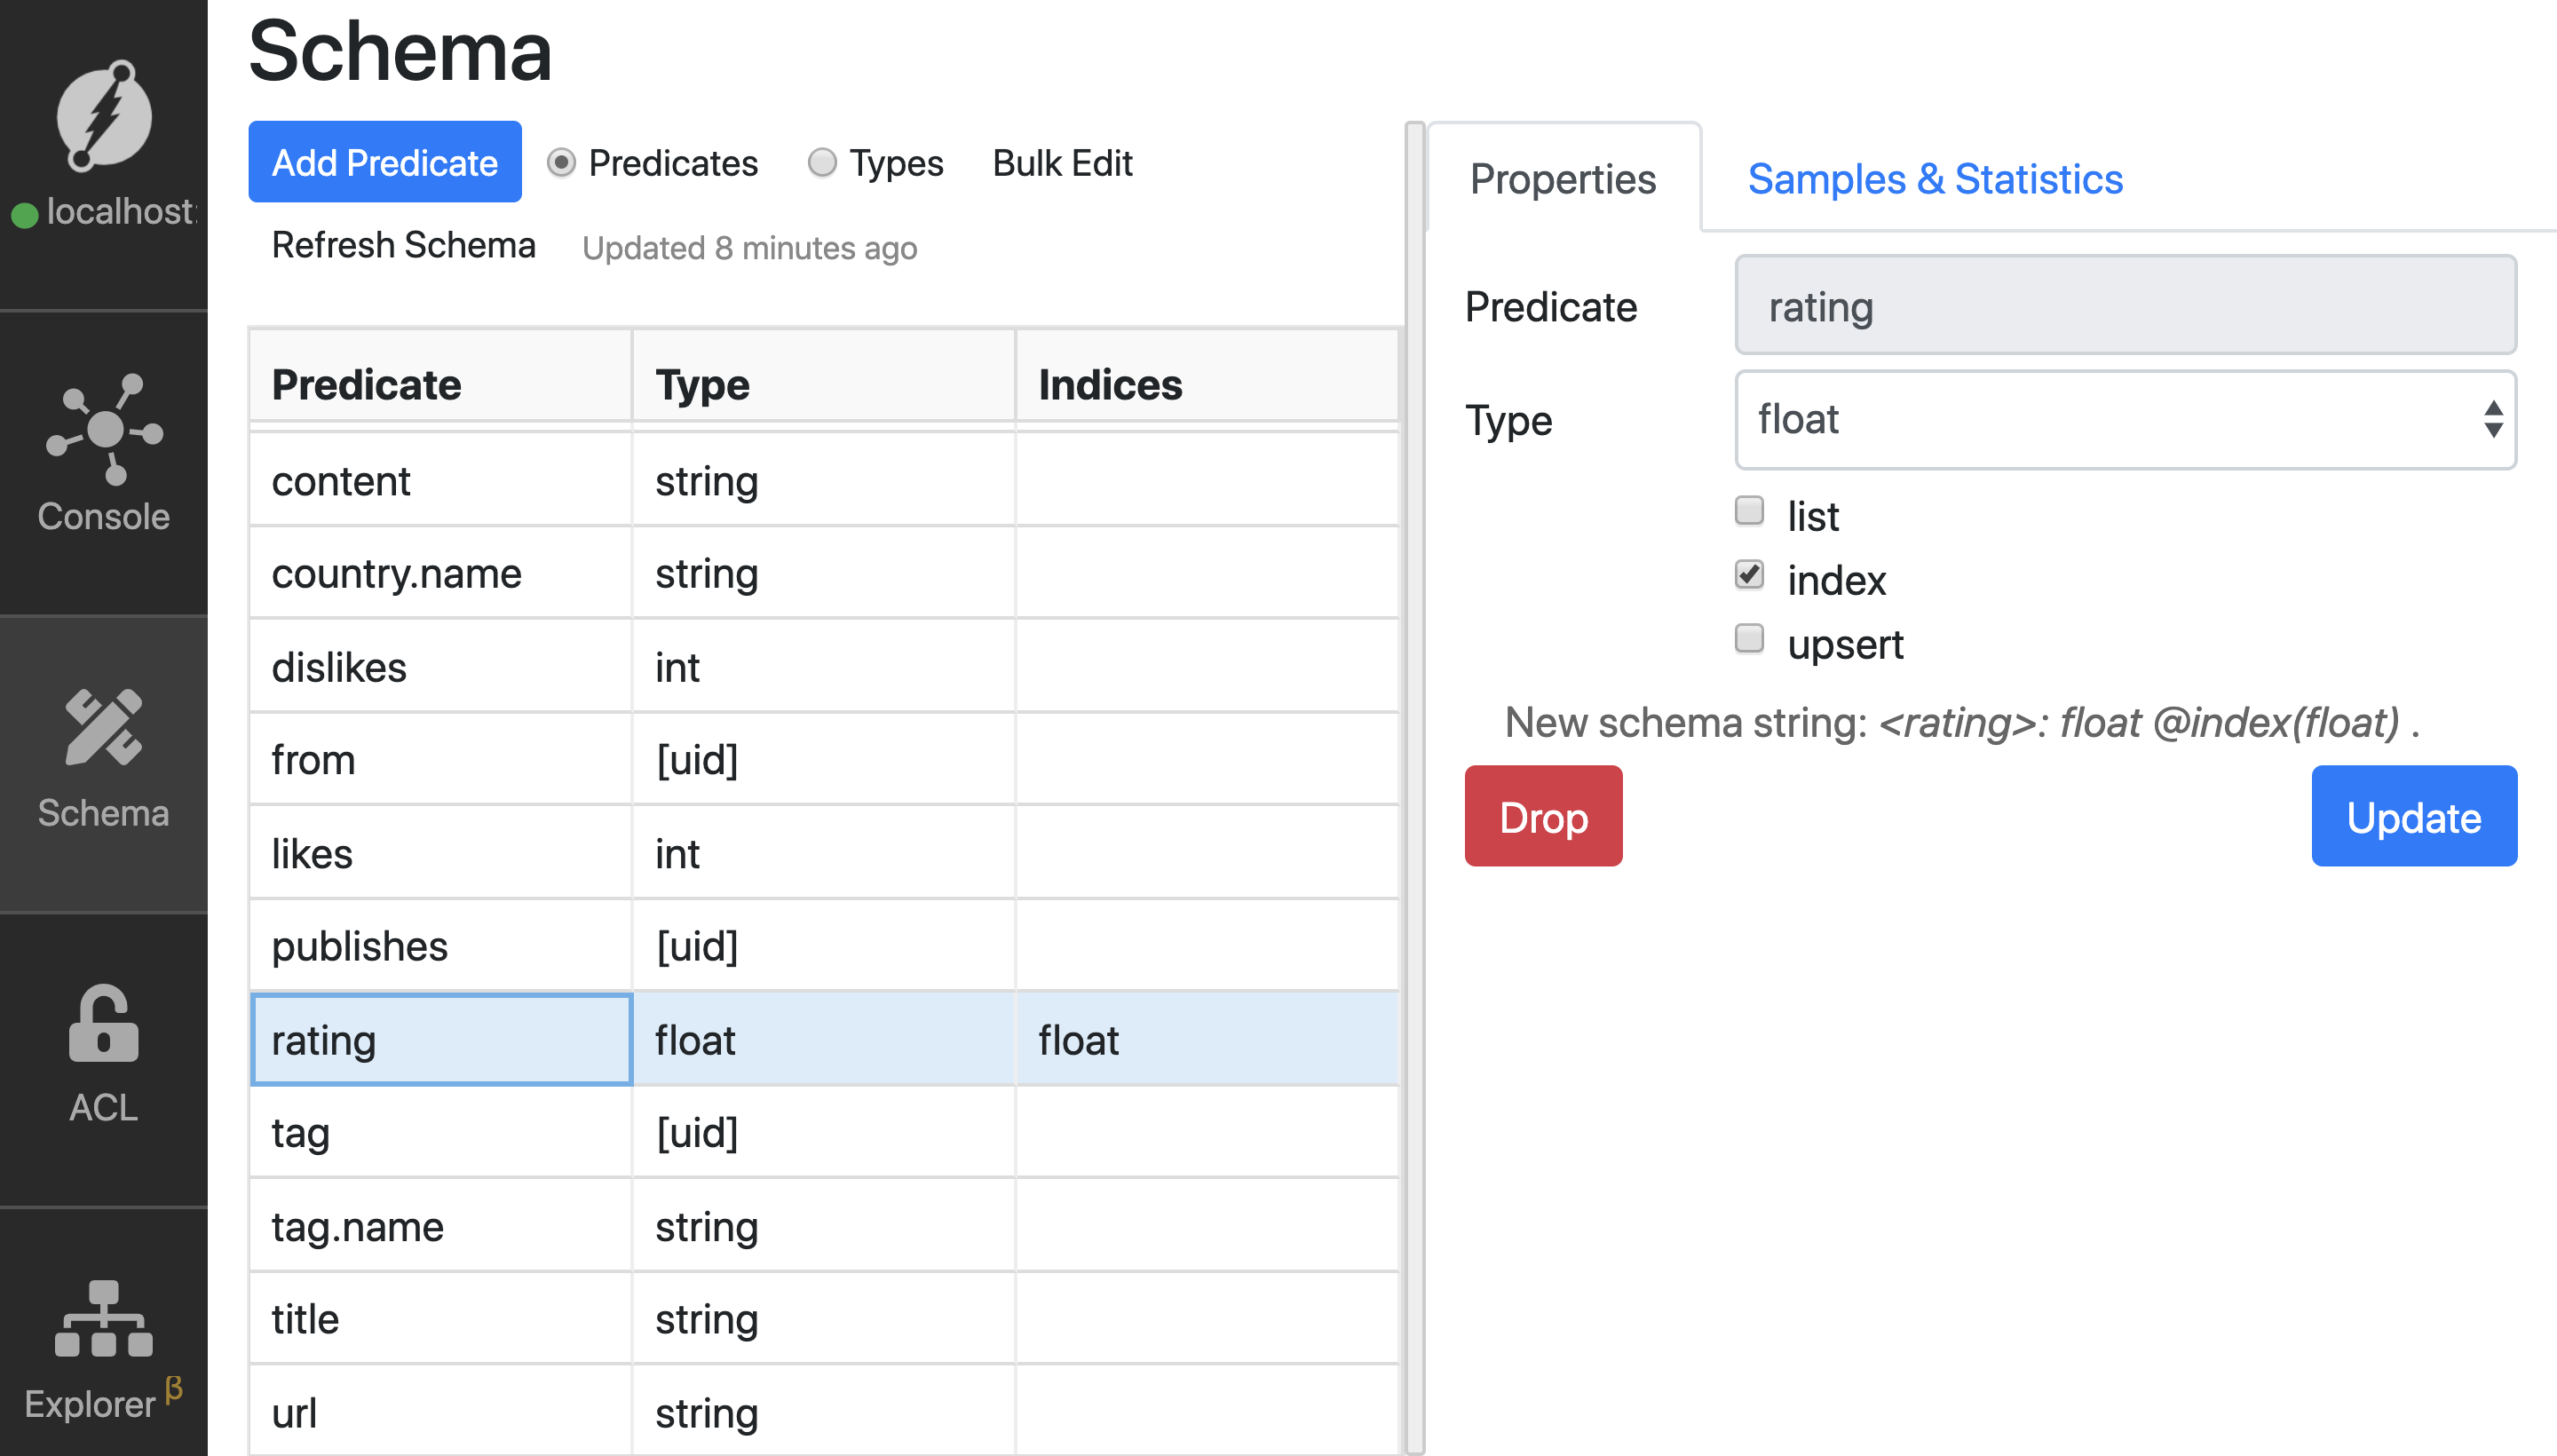 Schema
localhost:
Console
Schema
ACL
Explorer β
Add Predicate Predicates Types Bulk Edit
Refresh Schema Updated 8 minutes ago
Predicate Type Indices
content string
country.name string
dislikes int
from [uid]
likes int
publishes [uid]
rating float float
tag [uid]
tag.name string
title string
url string
Properties Samples & Statistics
Predicate rating
Type float
list
index
upsert
New schema string: <rating>: float @index(float) .
Drop Update